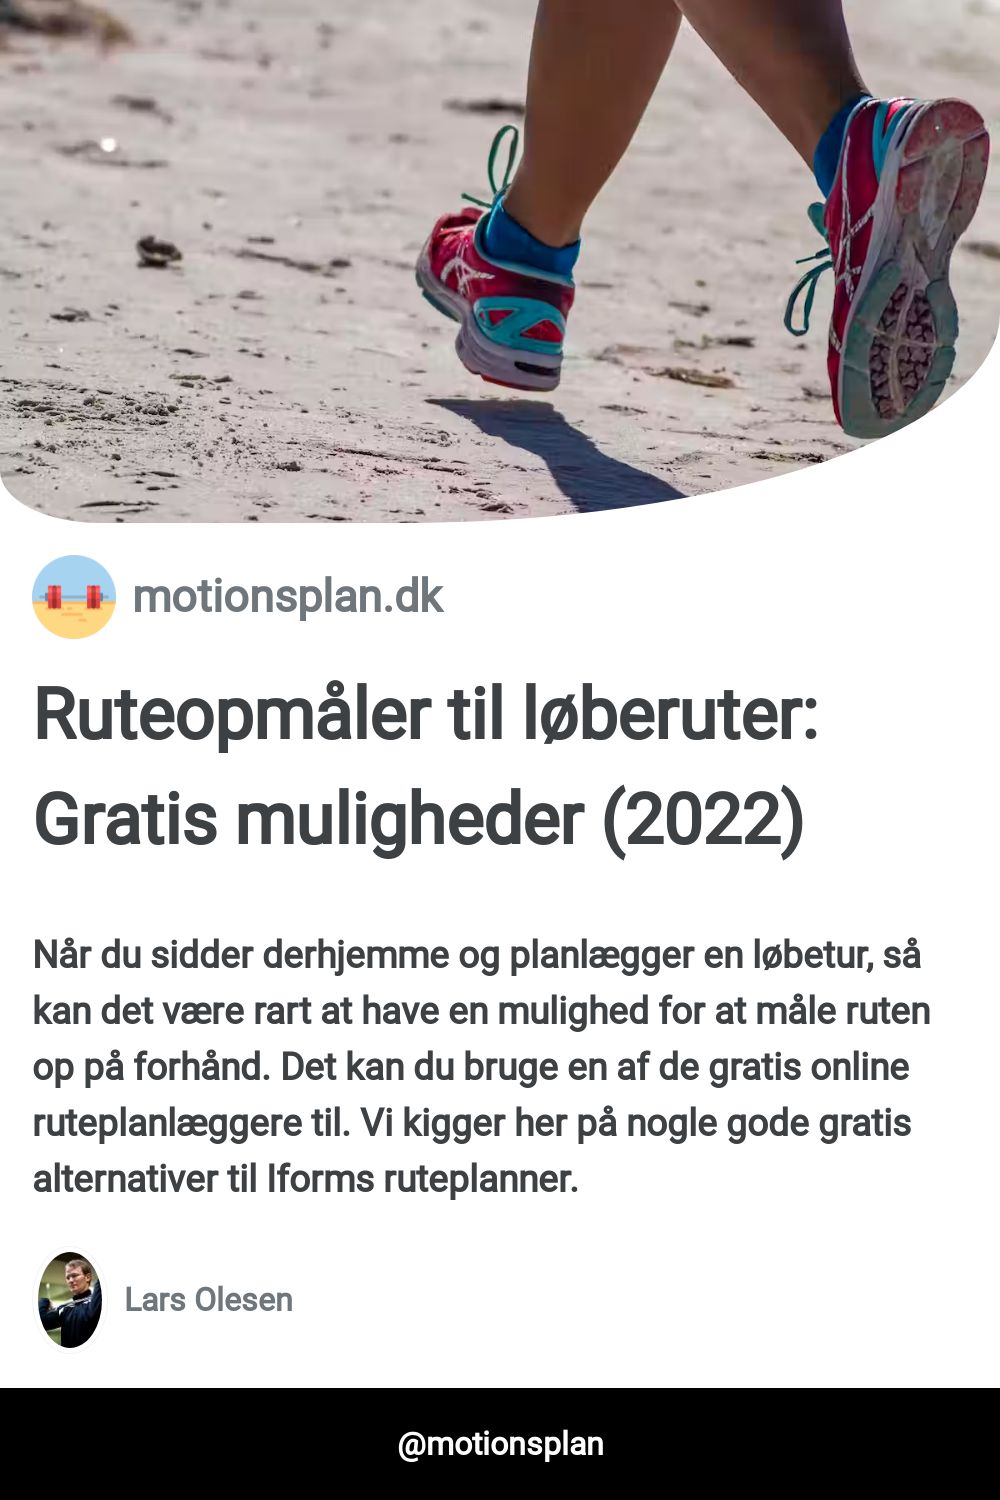 motionsplan.dk
Ruteopmåler til løberuter:
Gratis muligheder (2022)
Når du sidder derhjemme og planlægger en løbetur, så
kan det være rart at have en mulighed for at måle ruten
op på forhånd. Det kan du bruge en af de gratis online
ruteplanlæggere til. Vi kigger her på nogle gode gratis
alternativer til Iforms ruteplanner.
Lars Olesen
@motionsplan